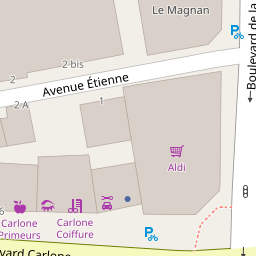 Le Magnan
2 bis
2
Avenue Étienne
Boulevard de la
2 A
1
Aldi
6
Carlone
Primeurs
Carlone
Coiffure
vard Carlone